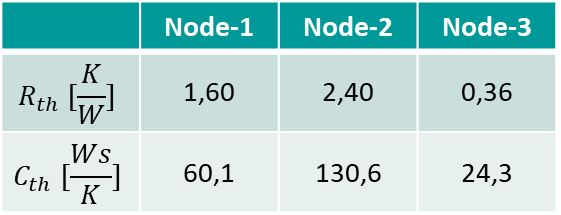 Node-1 Node-2 Node-3
R_th [K/W] 1,60 2,40 0,36
C_th [Ws/K] 60,1 130,6 24,3